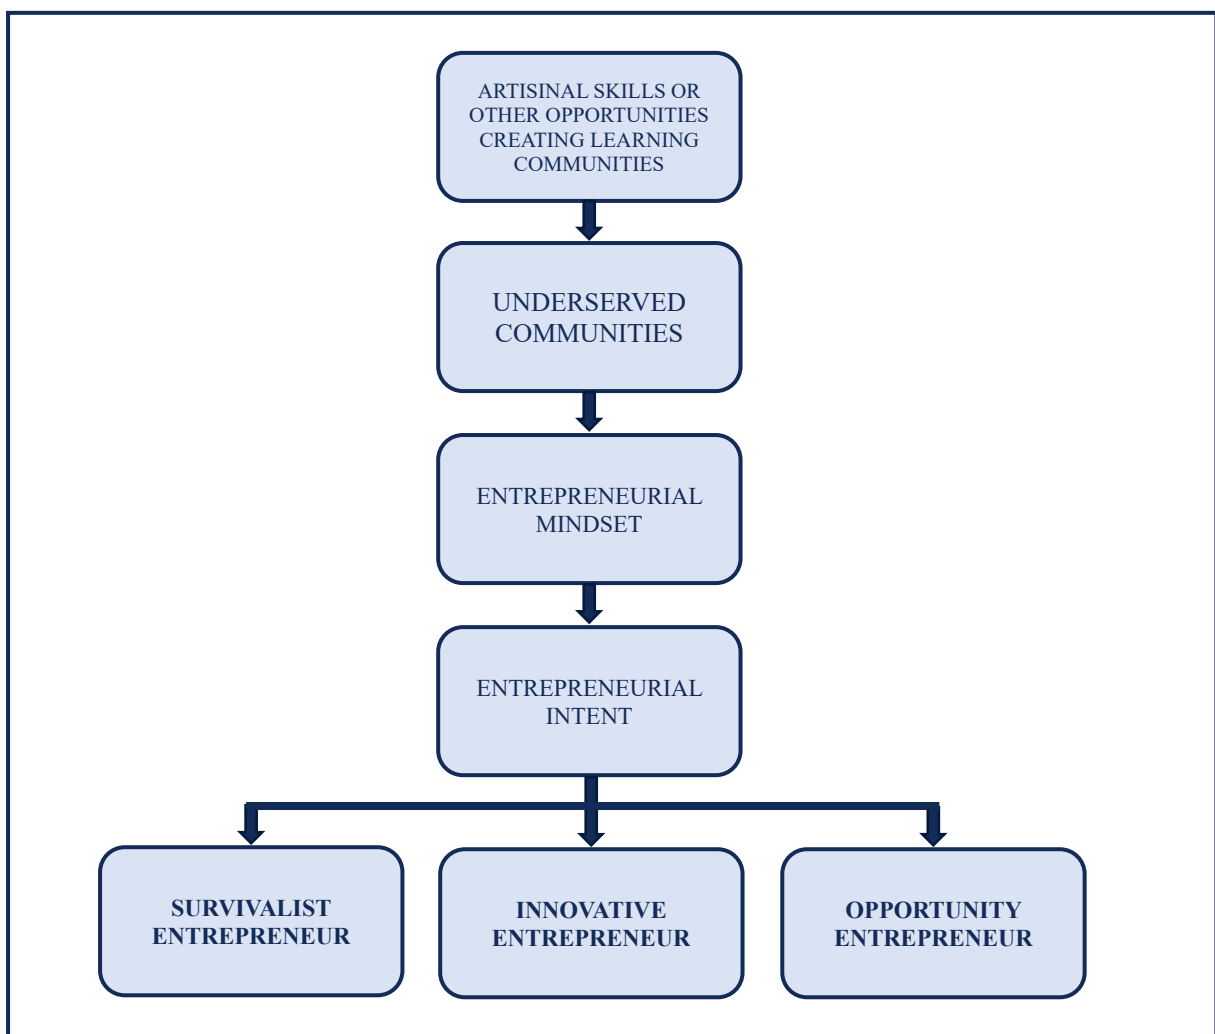 ARTISINAL SKILLS OR
OTHER OPPORTUNITIES
CREATING LEARNING
COMMUNITIES
UNDERSERVED
COMMUNITIES
ENTREPRENEURIAL
MINDSET
ENTREPRENEURIAL
INTENT
SURVIVALIST
ENTREPRENEUR
INNOVATIVE
ENTREPRENEUR
OPPORTUNITY
ENTREPRENEUR